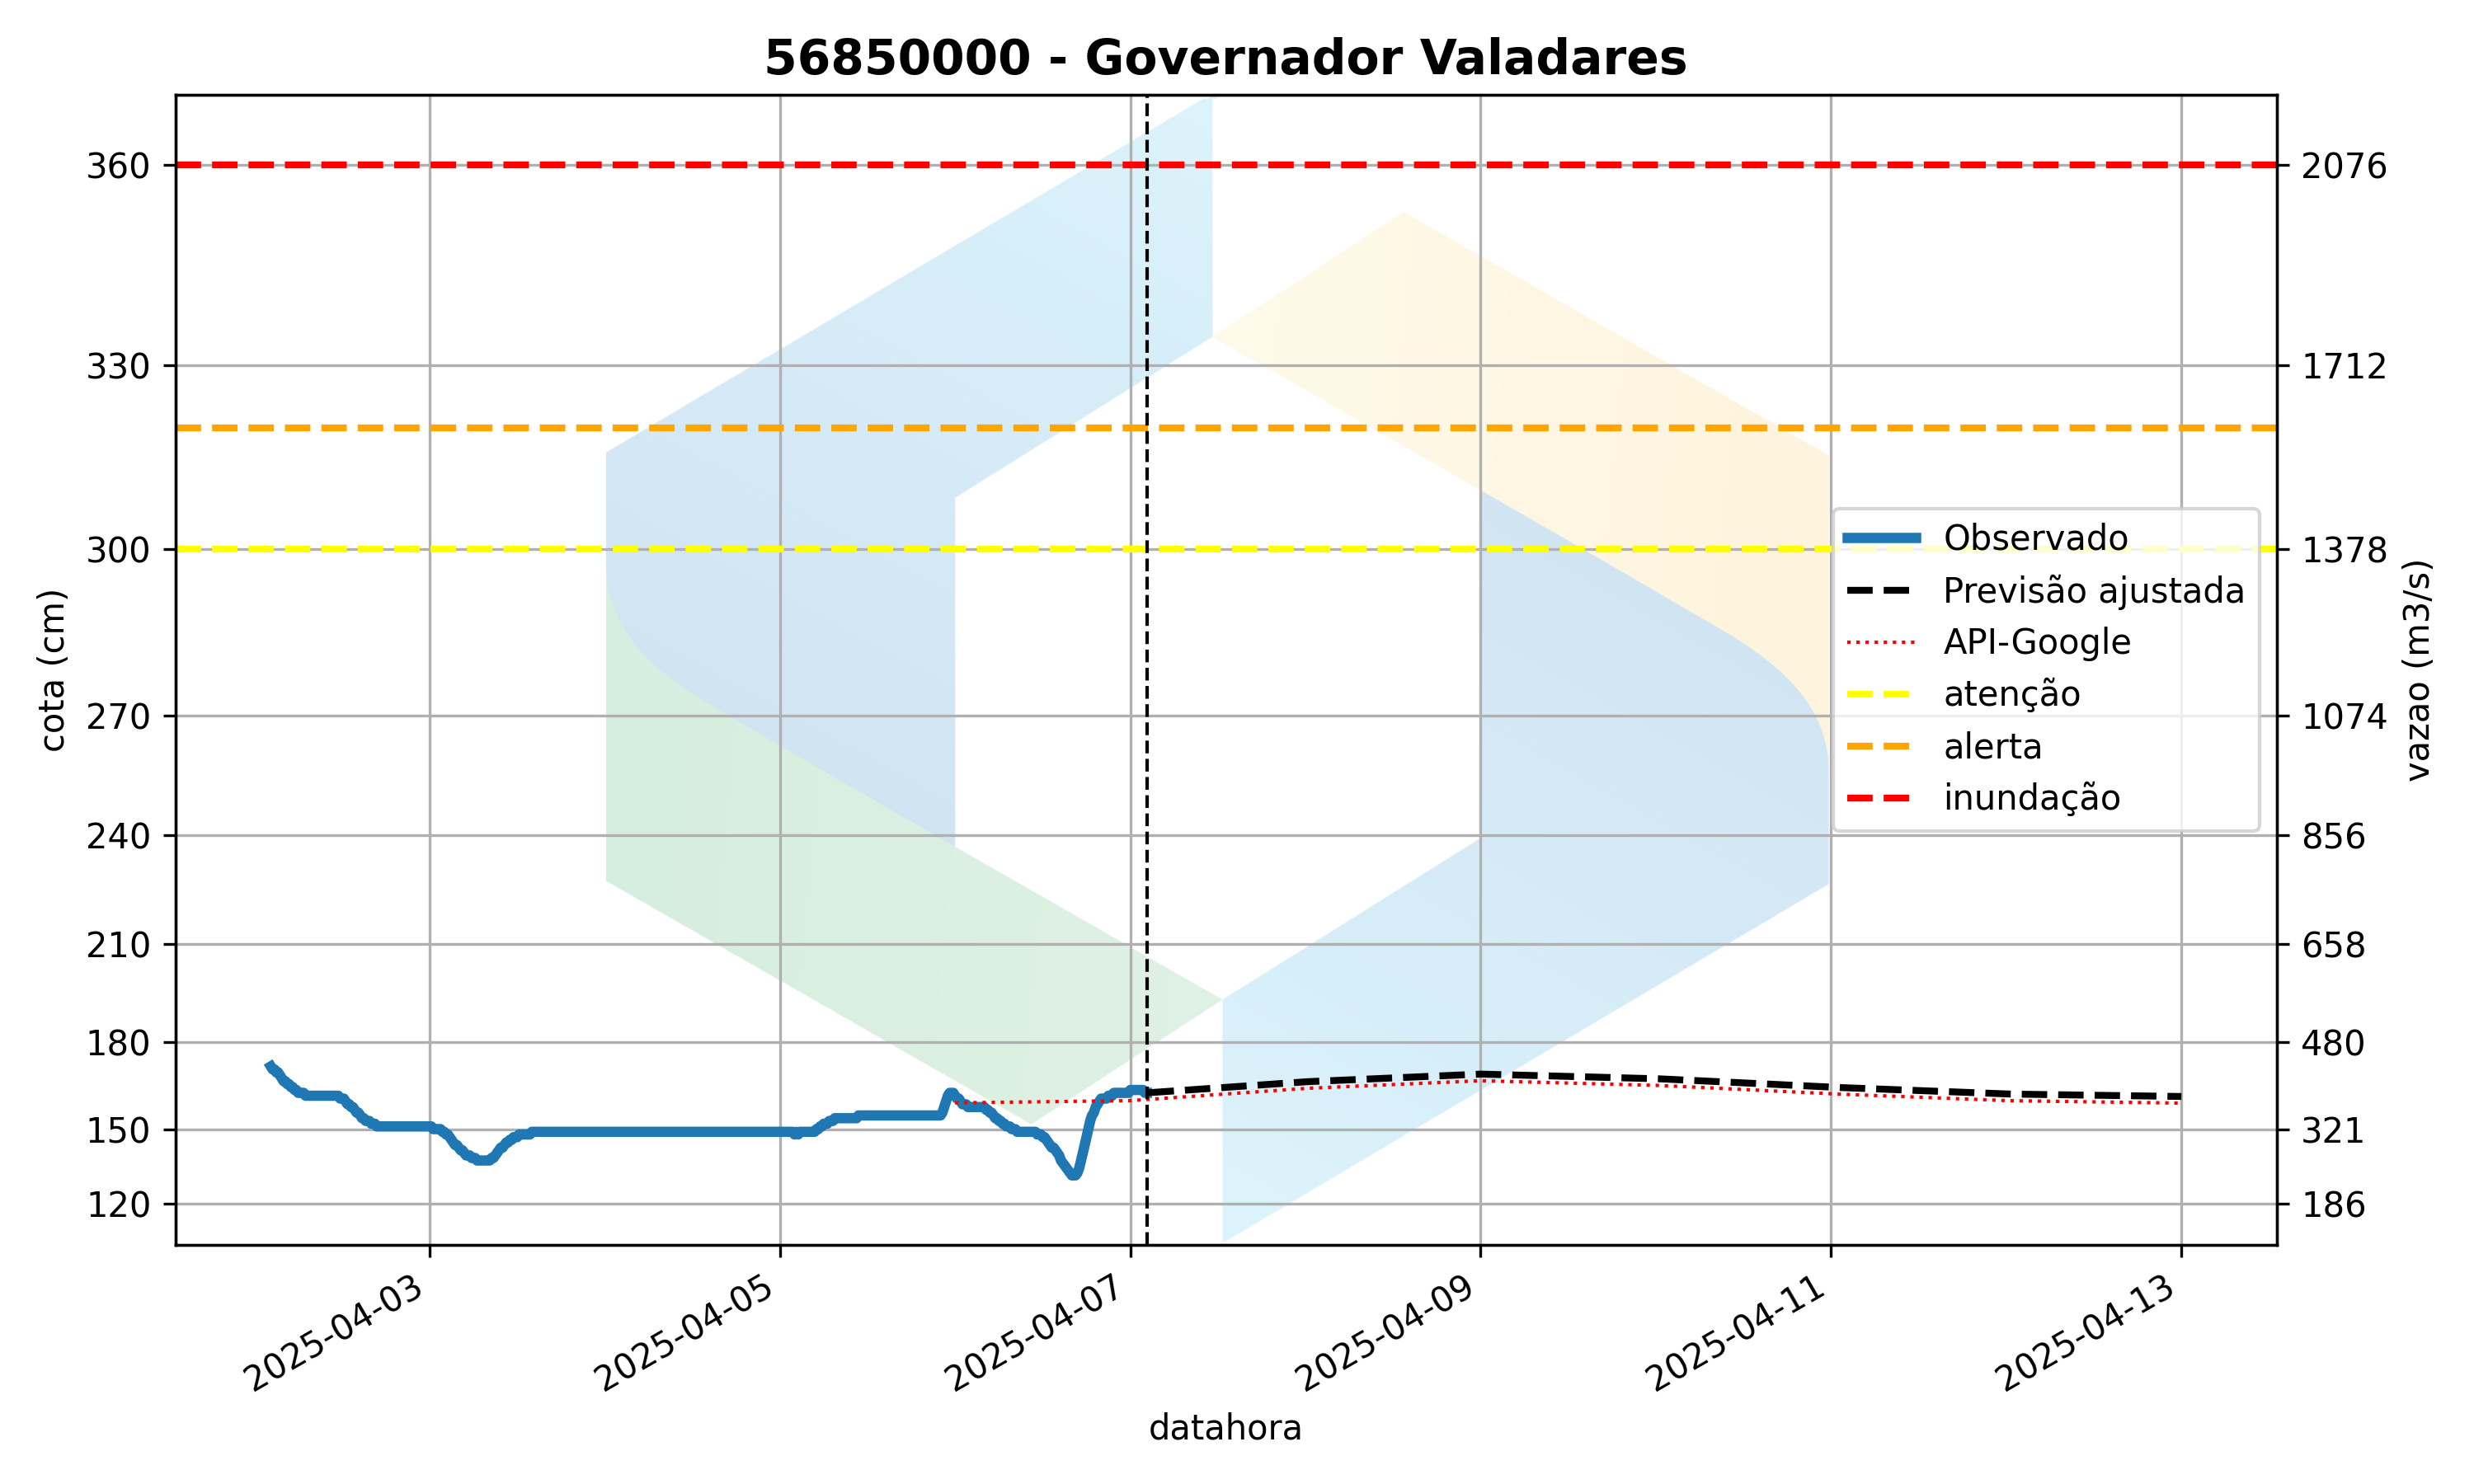 56850000 - Governador Valadares
cota (cm)
360
330
300
270
240
210
180
150
120
2076
1712
1378
1074
856
658
480
321
186
vazao (m3/s)
Observado
Previsão ajustada
API-Google
atenção
alerta
inundação
2025-04-03
2025-04-05
2025-04-07
2025-04-09
2025-04-11
2025-04-13
datahora